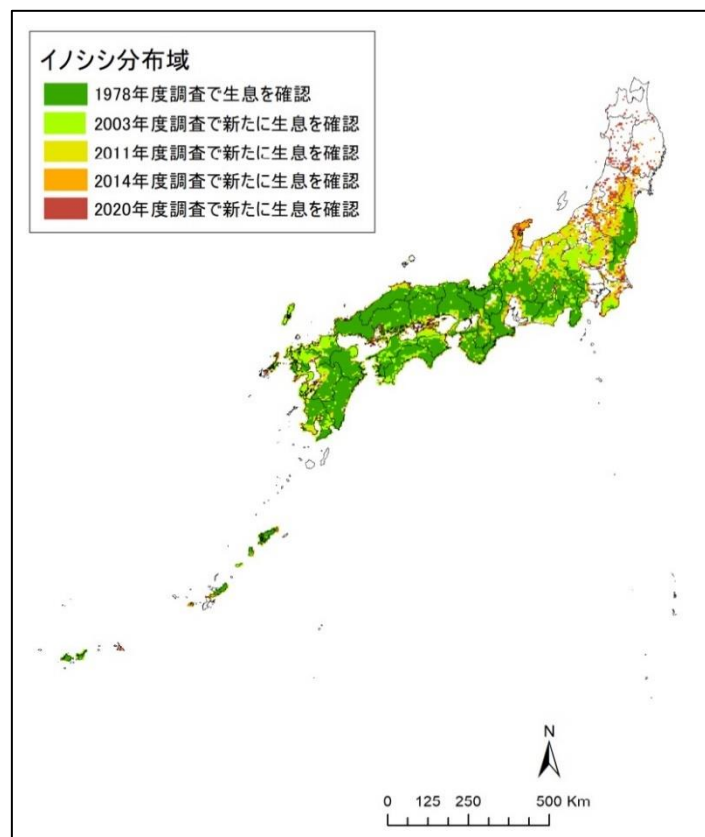 イノシシ分布域
1978年度調査で生息を確認
2003年度調査で新たに生息を確認
2011年度調査で新たに生息を確認
2014年度調査で新たに生息を確認
2020年度調査で新たに生息を確認
N
0 125 250 500 Km